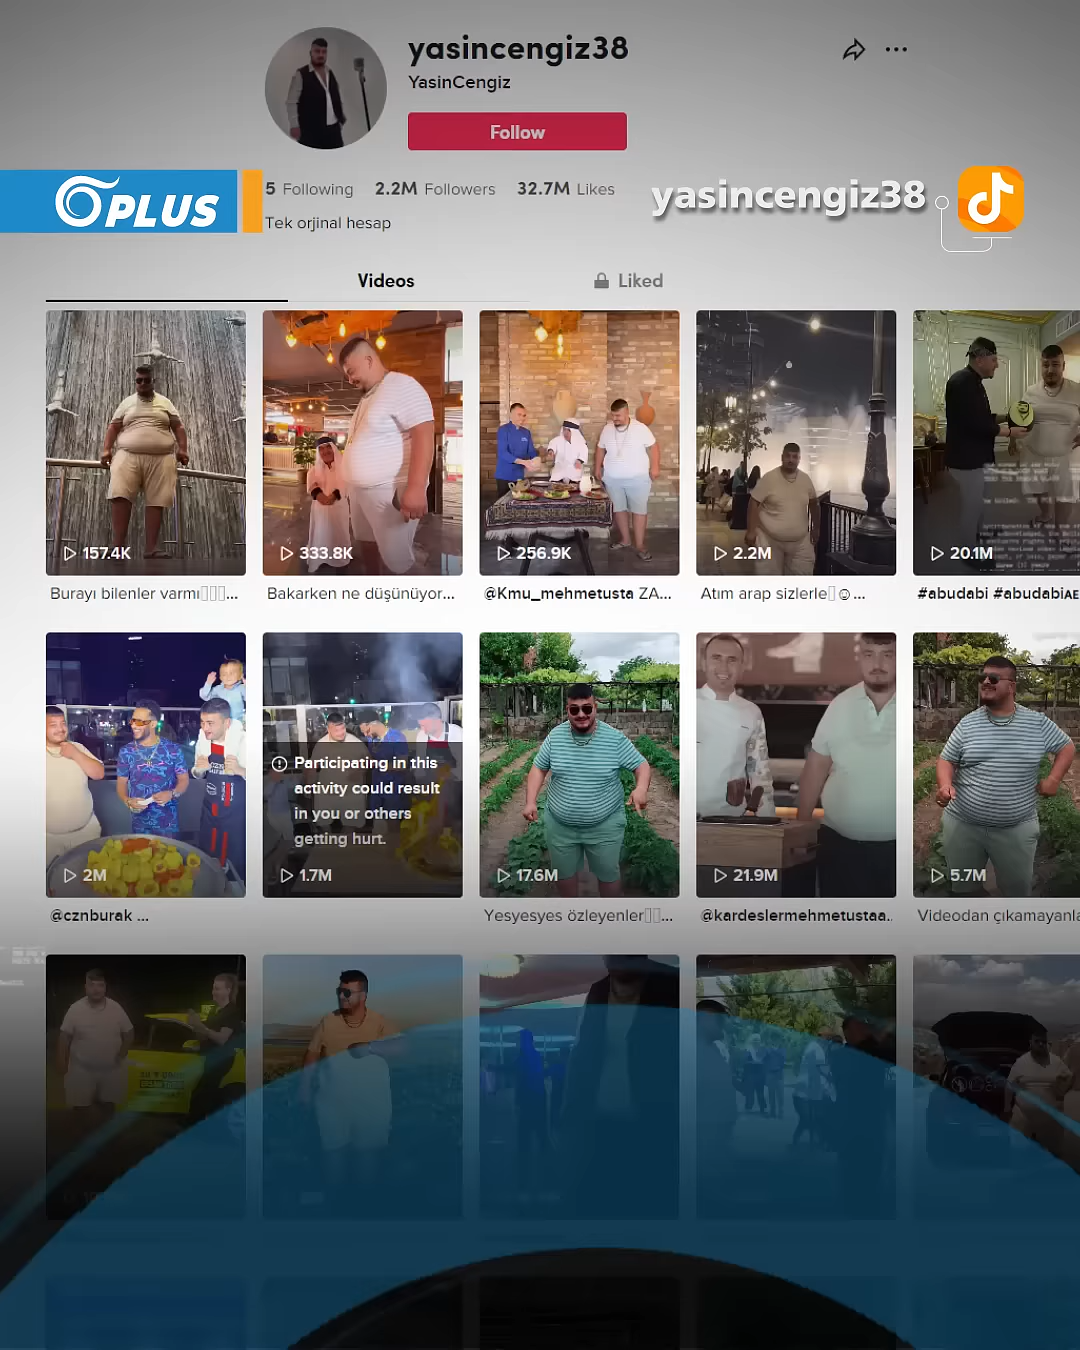 yasincengiz38
YasinCengiz
Follow
5 Following 2.2M Followers 32.7M Likes
Tek orjinal hesap
OPLUS
yasincengiz38
Videos
Liked
157.4K
333.8K
256.9K
2.2M
20.1M
Burayı bilenler varmı...
Bakarken ne düşünüyor...
@Kmu_mehmetusta ZA...
Atım arap sizlerle☺...
#abudabi #abudabiAE
Participating in this
activity could result
in you or others
getting hurt.
2M
1.7M
17.6M
21.9M
5.7M
@cznburak ...
Yesyesyes özleyenler...
@kardeslermehmetustaa..
Videodan çıkamayanla